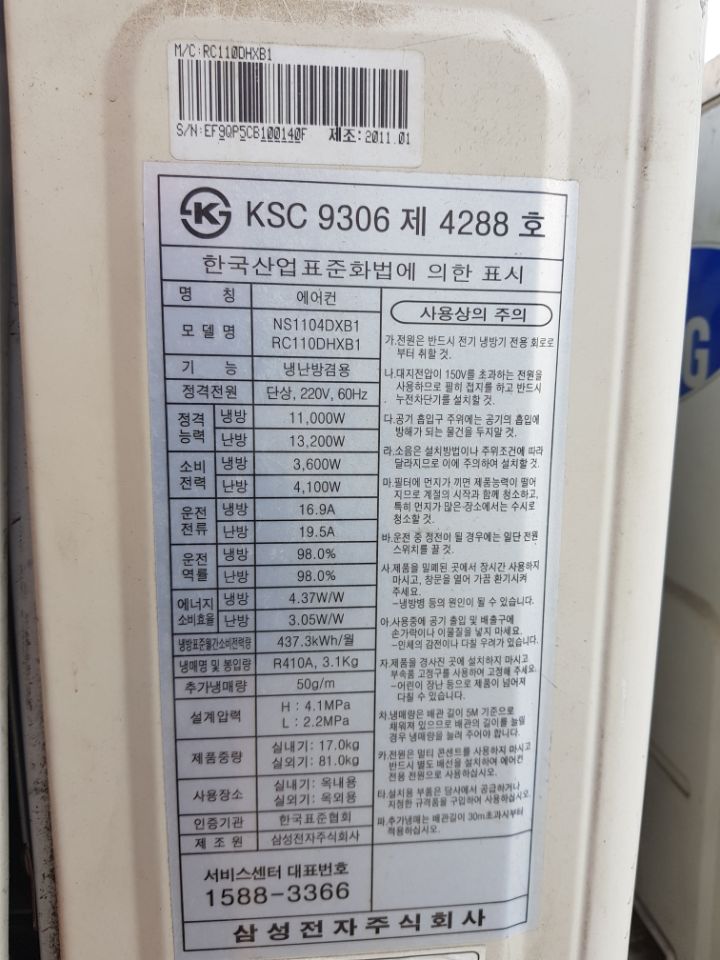 M/C:RC110DHXB1
S/N:EF9QP5CB100140F 제조:2011.01
KSC 9306 제 4288 호
한국산업표준화법에 의한 표시
명 칭 에어컨
모 델 명 NS1104DXB1
RC110DHXB1
기 능 냉난방겸용
정격전원 단상, 220V, 60Hz
정격능력 냉방 11,000W
난방 13,200W
소비전력 냉방 3,600W
난방 4,100W
운전전류 냉방 16.9A
난방 19.5A
운전역률 냉방 98.0%
난방 98.0%
에너지소비효율 냉방 4.37W/W
난방 3.05W/W
냉방표준월간소비전력량 437.3kWh/월
냉매명 및 봉입량 R410A, 3.1Kg
추가냉매량 50g/m
설계압력 H : 4.1MPa
L : 2.2MPa
제품중량 실내기: 17.0kg
실외기: 81.0kg
사용장소 실내기: 옥내용
실외기: 옥외용
인증기관 한국표준협회
제 조 원 삼성전자주식회사
사용상의 주의
가.전원은 반드시 전기 냉방기 전용 회로로
부터 취할 것.
나.대지전압이 150V를 초과하는 전원을
사용하므로 필히 접지를 하고 반드시
누전차단기를 설치할 것.
다.공기 흡입구 주위에는 공기의 흡입에
방해가 되는 물건을 두지말 것.
라.소음은 설치방법이나 주위조건에 따라
달라지므로 이에 주의하여 설치할 것.
마.필터에 먼지가 끼면 제품능력이 떨어
지므로 계절의 시작과 함께 청소하고,
특히 먼지가 많은 장소에서는 수시로
청소할 것.
바.운전 중 정전이 될 경우에는 일단 전원
스위치를 끌 것.
사.제품을 밀폐된 곳에서 장시간 사용하지
마시고, 창문을 열어 가끔 환기시켜
주세요.
–냉방병 등의 원인이 될 수 있습니다.
아.사용중에 공기 출입 및 배출구에
손가락이나 이물질을 넣지 마세요.
–인체의 감전이나 다칠 우려가 있습니다.
자.제품을 경사진 곳에 설치하지 마시고
부속품 고정구를 사용하여 고정해 주세요.
–어린이 장난 등으로 제품이 넘어져
다칠 수 있습니다.
차.냉매량은 배관 길이 5M 기준으로
채워져 있으므로 배관의 길이를 늘릴
경우 냉매량을 늘려 주어야 합니다.
카.전원은 멀티 콘센트를 사용하지 마시고
반드시 별도 배선을 설치하여 에어컨
전용 전원으로 사용하십시오.
타.설치용 부품은 당사에서 공급하거나
지정한 규격품을 구입하여 사용하십시오.
파.추가냉매는 배관길이 30m초과시부터
적용하십시오.
서비스센터 대표번호
1588-3366
삼성전자주식회사
G